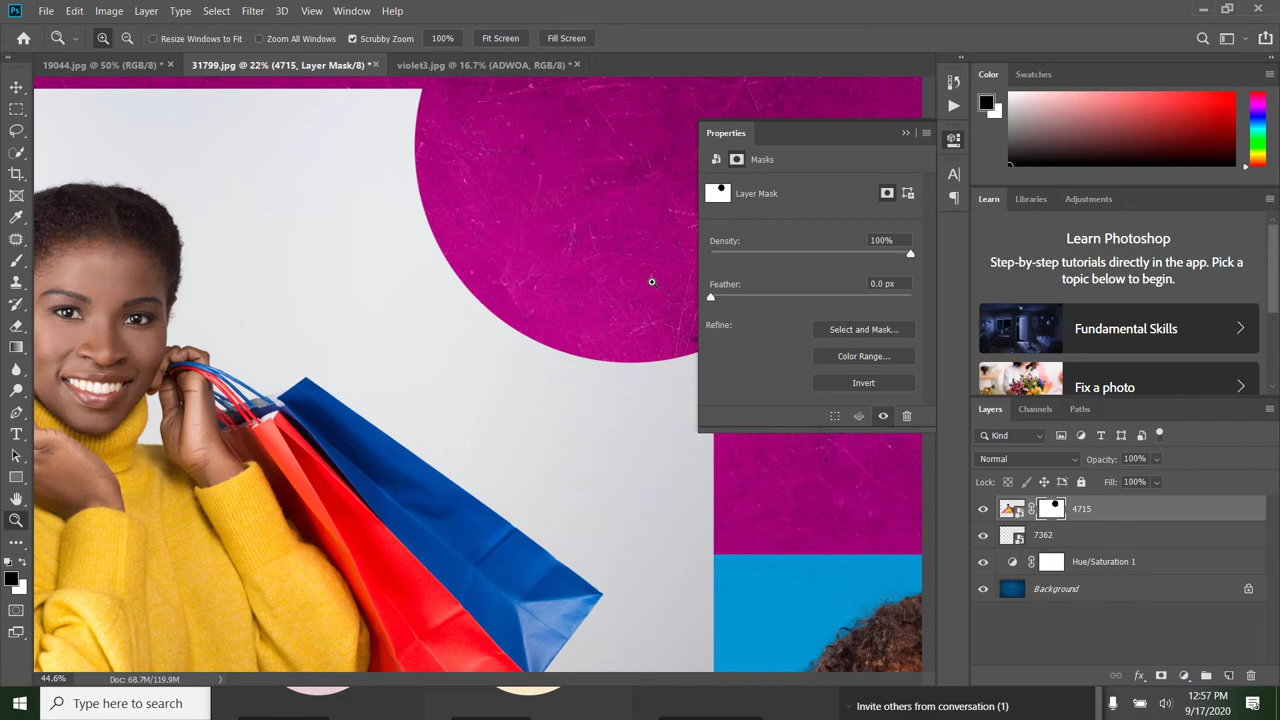 Ps File Edit Image Layer Type Select Filter 3D View Window Help
Resize Windows to Fit Zoom All Windows Scrubby Zoom 100% Fit Screen Fill Screen
19044.jpg @ 50% (RGB/8) * × 31799.jpg @ 22% (4715, Layer Mask/8) * × violet3.jpg @ 16.7% (ADWOA, RGB/8) * ×
Color Swatches
Properties
Masks
Layer Mask
Density: 100%
Feather: 0.0 px
Refine: Select and Mask...
Color Range...
Invert
Learn Libraries Adjustments
Learn Photoshop
Step-by-step tutorials directly in the app. Pick a
topic below to begin.
Fundamental Skills
Fix a photo
Layers Channels Paths
Kind
Normal Opacity: 100%
Lock: Fill: 100%
4715
7362
Hue/Saturation 1
Background
44.6% Doc: 68.7M/119.9M
Type here to search
Invite others from conversation (1)
12:57 PM
9/17/2020